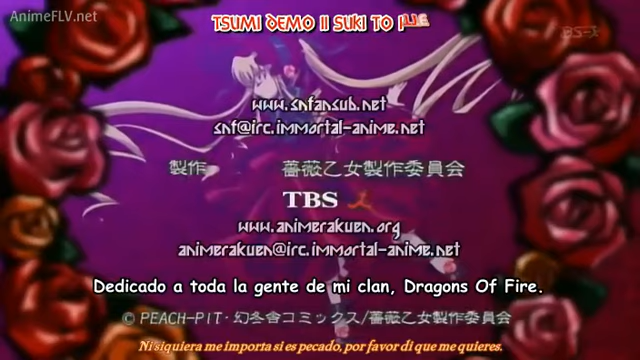 AnimeFLV.net
TSUMI DEMO II SUKI TO
BS-i
www.snfansub.net
snf@irc.immortal-anime.net
製作 薔薇乙女製作委員会
TBS
www.animerakuen.org
animerakuen@irc.immortal-anime.net
Dedicado a toda la gente de mi clan, Dragons Of Fire.
© PEACH-PIT・幻冬舎コミックス/薔薇乙女製作委員会
Ni siquiera me importa si es pecado, por favor di que me quieres.